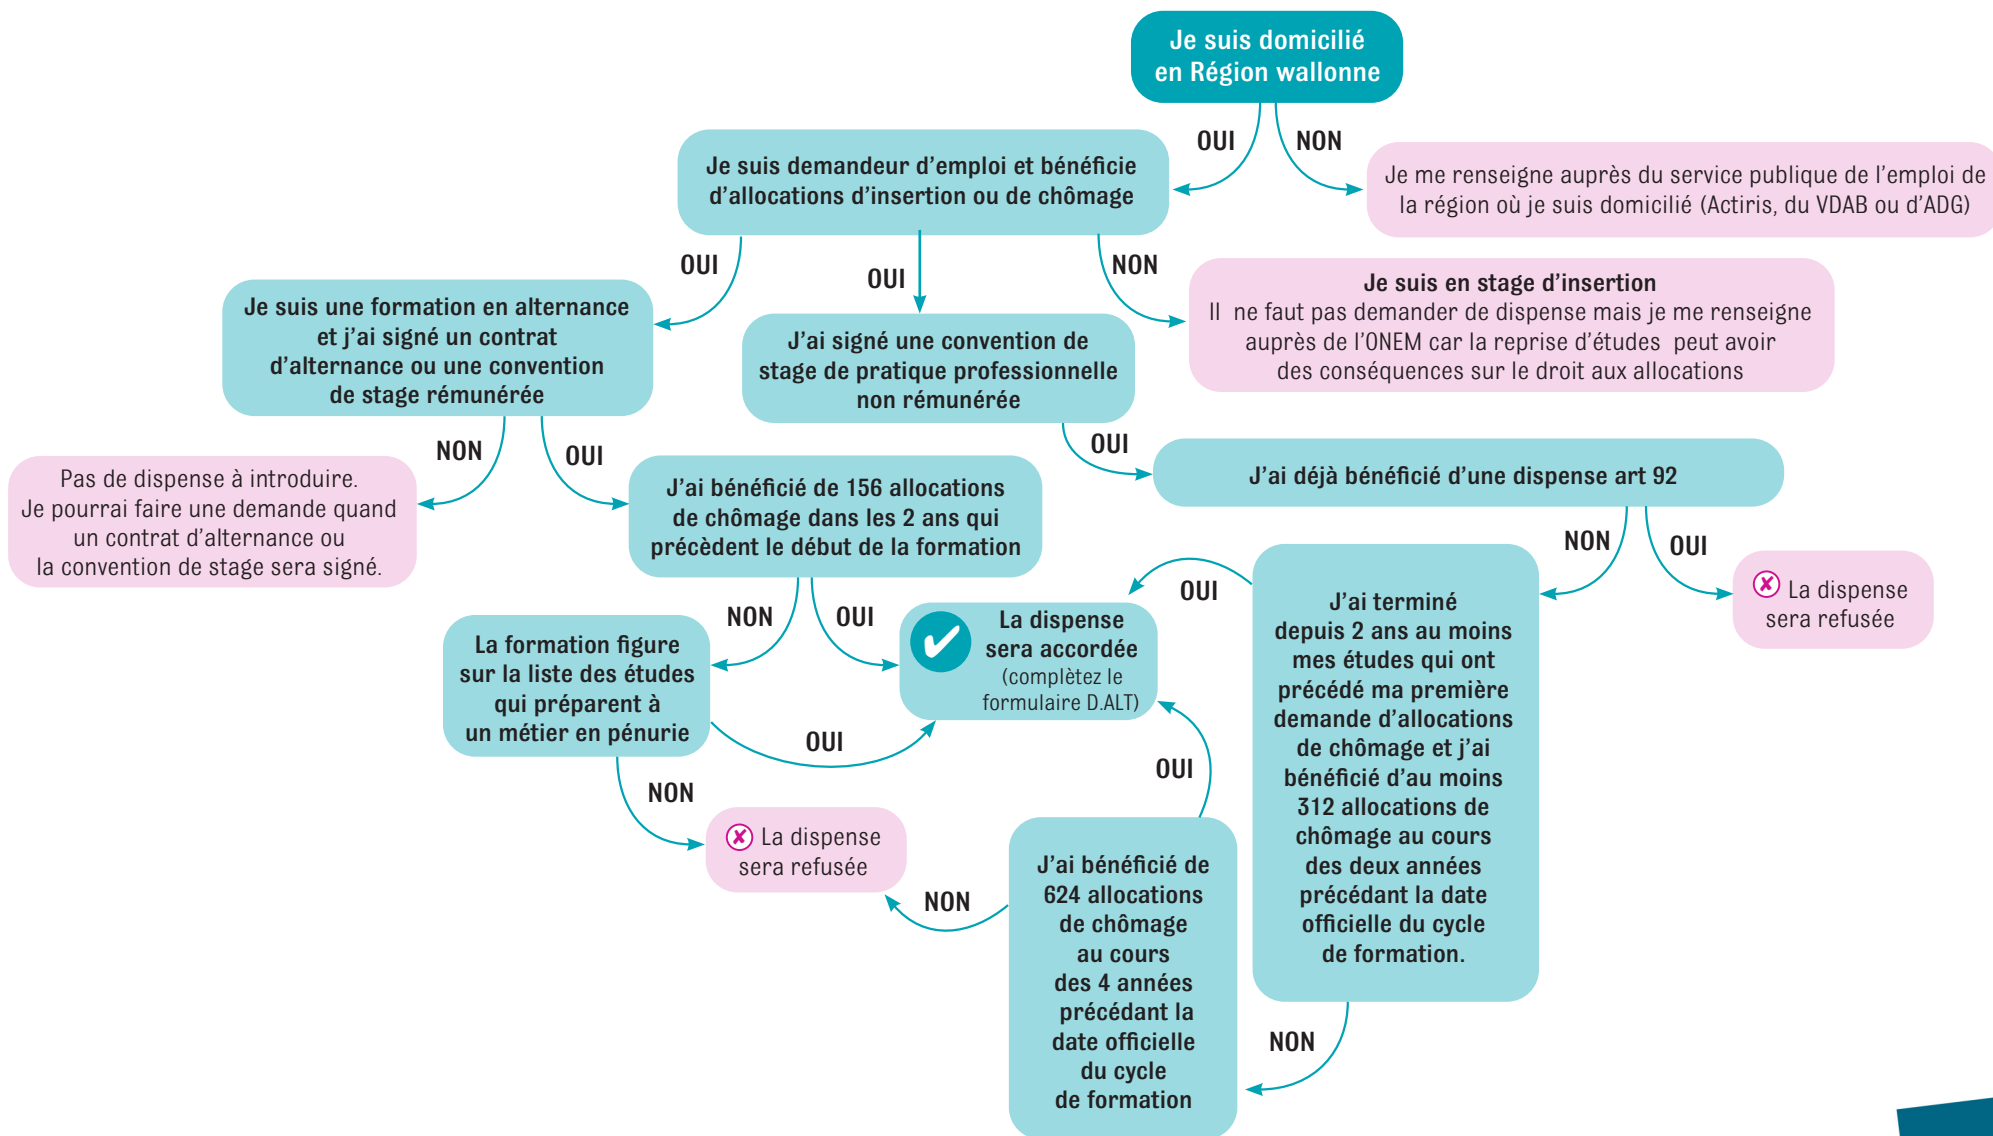 Je suis domicilié
en Région wallonne
OUI
NON
Je suis demandeur d'emploi et bénéficie
d'allocations d'insertion ou de chômage
Je me renseigne auprès du service publique de l'emploi de
la région où je suis domicilié (Actiris, du VDAB ou d'ADG)
OUI
OUI
NON
Je suis une formation en alternance
et j'ai signé un contrat
d'alternance ou une convention
de stage rémunérée
J'ai signé une convention de
stage de pratique professionnelle
non rémunérée
Je suis en stage d'insertion
Il ne faut pas demander de dispense mais je me renseigne
auprès de l'ONEM car la reprise d'études peut avoir
des conséquences sur le droit aux allocations
NON
OUI
OUI
Pas de dispense à introduire.
Je pourrai faire une demande quand
un contrat d'alternance ou
la convention de stage sera signé.
J'ai bénéficié de 156 allocations
de chômage dans les 2 ans qui
précèdent le début de la formation
J'ai déjà bénéficié d'une dispense art 92
NON
OUI
OUI
NON
OUI
La formation figure
sur la liste des études
qui préparent à
un métier en pénurie
La dispense
sera accordée
(complètez le
formulaire D.ALT)
J'ai terminé
depuis 2 ans au moins
mes études qui ont
précédé ma première
demande d'allocations
de chômage et j'ai
bénéficié d'au moins
312 allocations de
chômage au cours
des deux années
précédant la date
officielle du cycle
de formation.
La dispense
sera refusée
OUI
NON
OUI
La dispense
sera refusée
NON
J'ai bénéficié de
624 allocations
de chômage
au cours
des 4 années
précédant la
date officielle
du cycle
de formation
NON